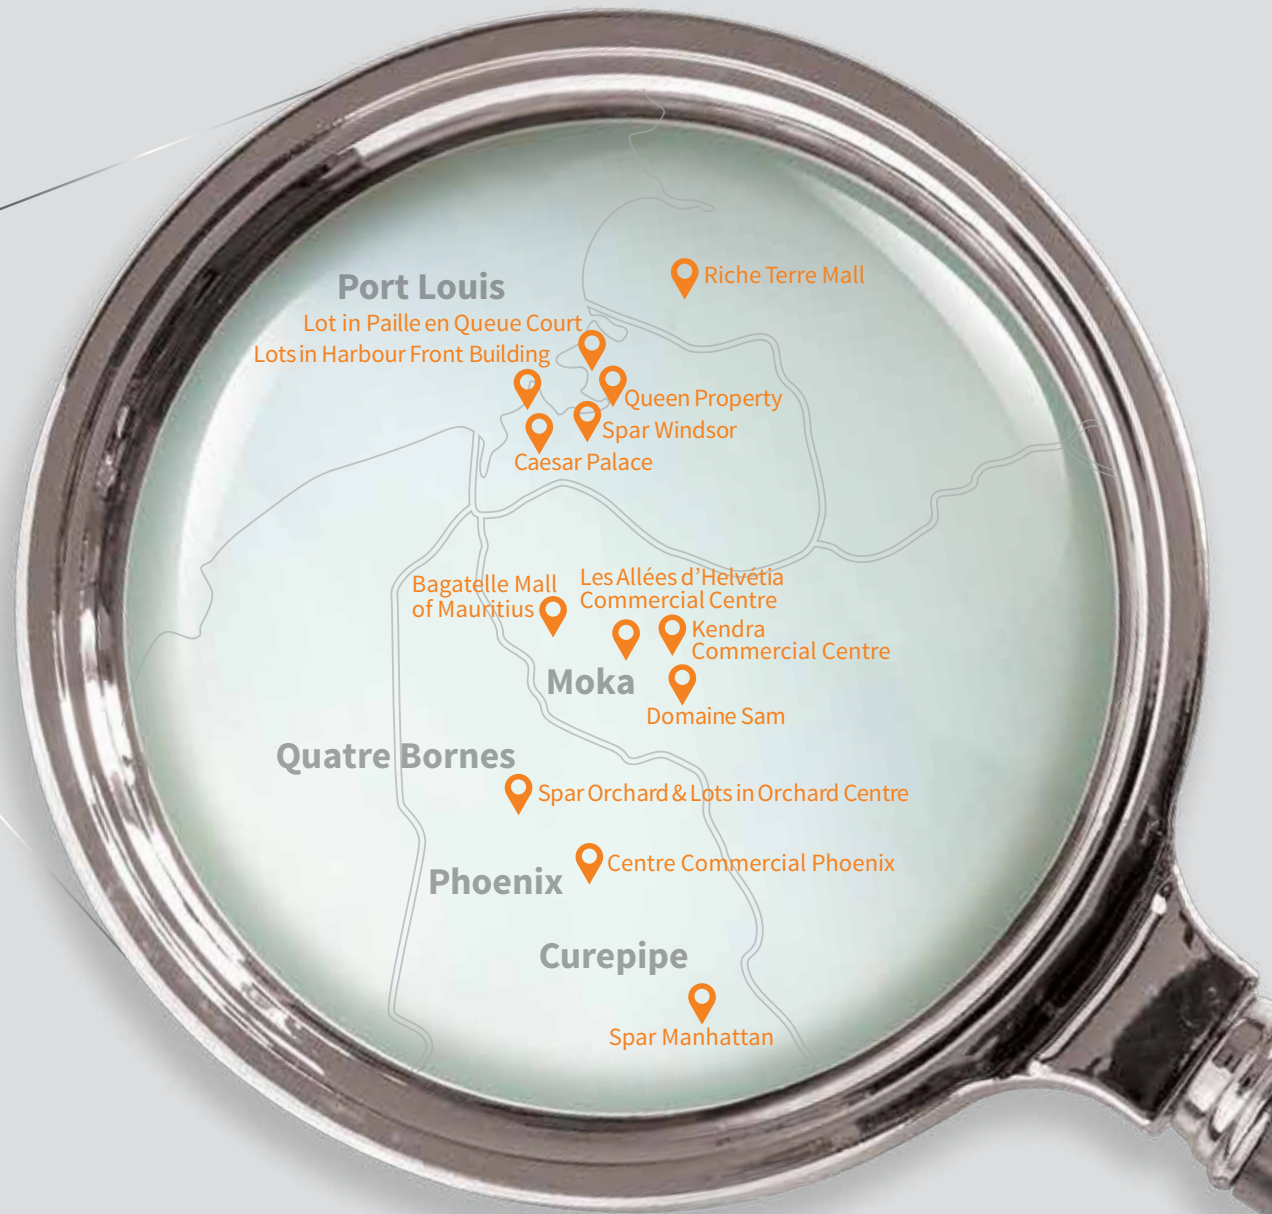 Riche Terre Mall
Port Louis
Lot in Paille en Queue Court
Lots in Harbour Front Building
Queen Property
Spar Windsor
Caesar Palace
Bagatelle Mall
of Mauritius
Les Allées d’Helvétia
Commercial Centre
Kendra
Commercial Centre
Moka
Domaine Sam
Quatre Bornes
Spar Orchard & Lots in Orchard Centre
Centre Commercial Phoenix
Phoenix
Curepipe
Spar Manhattan